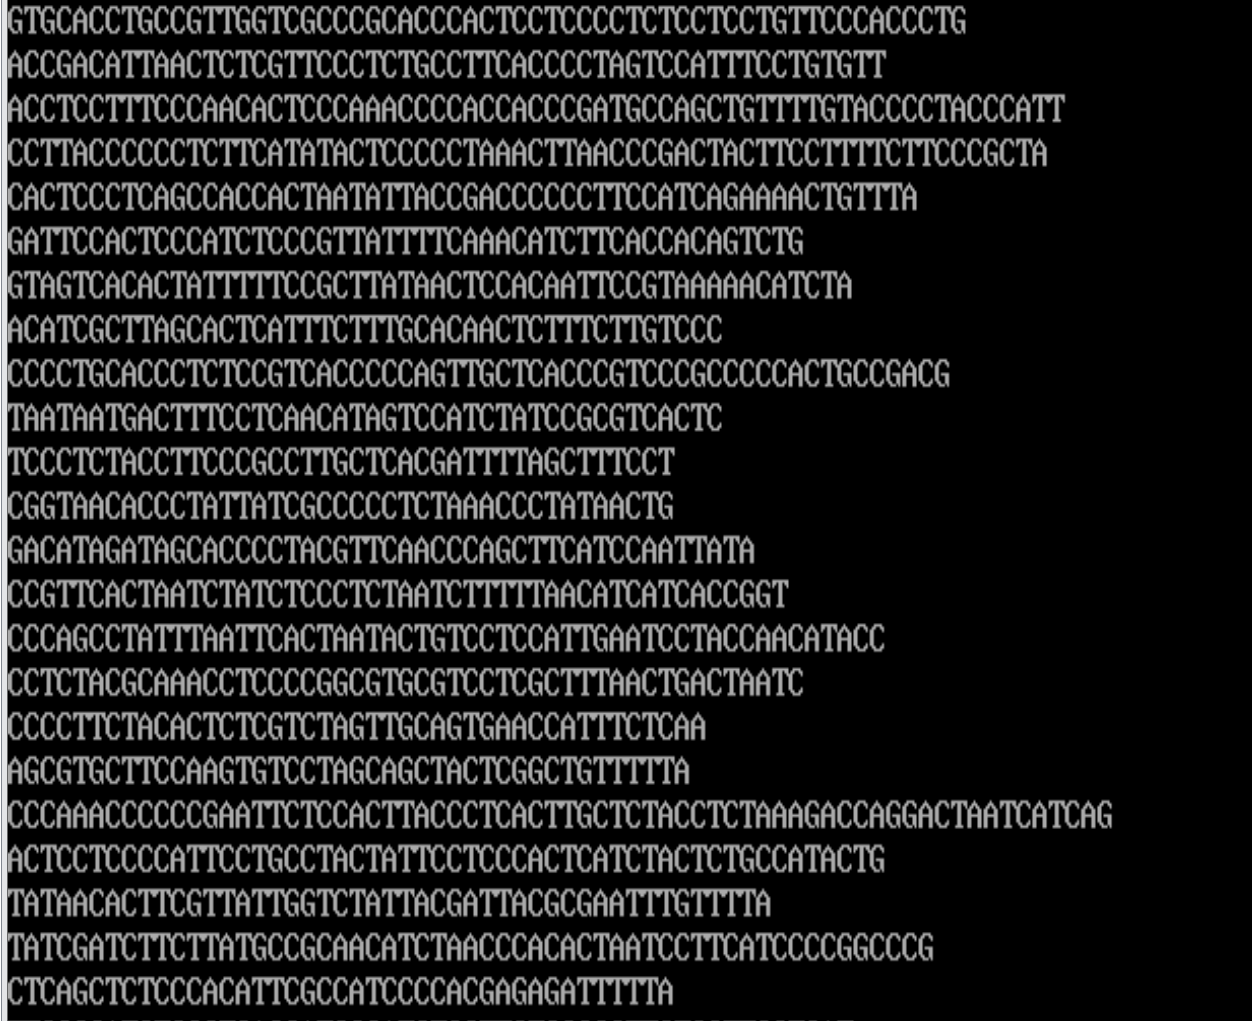 GTGCACCTGCCGTTGGTCGCCCGCACCCACTCCTCCCCTCTCCTCCTGTTCCCACCCTG
ACCGACATTAACTCTCGTTCCCTCTGCCTTCACCCCTAGTCCATTTCCTGTGTT
ACCTCCTTTCCCAACACTCCCAAACCCCACCACCCGATGCCAGCTGTTTTGTACCCCTACCCATT
CCTTACCCCCCTCTTCATATACTCCCCCTAAACTTAACCCGACTACTTCCTTTTCTTCCCGCTA
CACTCCCTCAGCCACCACTAATATTACCGACCCCCCTTCCATCAGAAAACTGTTTA
GATTCCACTCCCATCTCCCGTTATTTTCAAACATCTTCACCACAGTCTG
GTAGTCACACTATTTTTCCGCTTATAACTCCACAATTCCGTAAAAACATCTA
ACATCGCTTAGCACTCATTTCTTTGCACAACTCTTTCTTGTCCC
CCCCTGCACCCTCTCCGTCACCCCCAGTTGCTCACCCGTCCCGCCCCCACTGCCGACG
TAATAATGACTTTCCTCAACATAGTCCATCTATCCGCGTCACTC
TCCCTCTACCTTCCCGCCTTGCTCACGATTTTAGCTTTCCT
CGGTAACACCCTATTATCGCCCCCTCTAAACCCTATAACTG
GACATAGATAGCACCCCTACGTTCAACCCAGCTTCATCCAATTATA
CCGTTCACTAATCTATCTCCCTCTAATCTTTTTAACATCATCACCGGT
CCCAGCCTATTTAATTCACTAATACTGTCCTCCATTGAATCCTACCAACATACC
CCTCTACGCAAACCTCCCCGGCGTGCGTCCTCGCTTTAACTGACTAATC
CCCCTTCTACACTCTCGTCTAGTTGCAGTGAACCATTTCTCAA
AGCGTGCTTCCAAGTGTCCTAGCAGCTACTCGGCTGTTTTTA
CCCAAACCCCCCGAATTCTCCACTTACCCTCACTTGCTCTACCTCTAAAGACCAGGACTAATCATCAG
ACTCCTCCCCATTCCTGCCTACTATTCCTCCCACTCATCTACTCTGCCATACTG
TATAACACTTCGTTATTGGTCTATTACGATTACGCGAATTTGTTTTA
TATCGATCTTCTTATGCCGCAACATCTAACCCACACTAATCCTTCATCCCCGGCCCG
CTCAGCTCTCCCACATTCGCCATCCCCACGAGAGATTTTTA